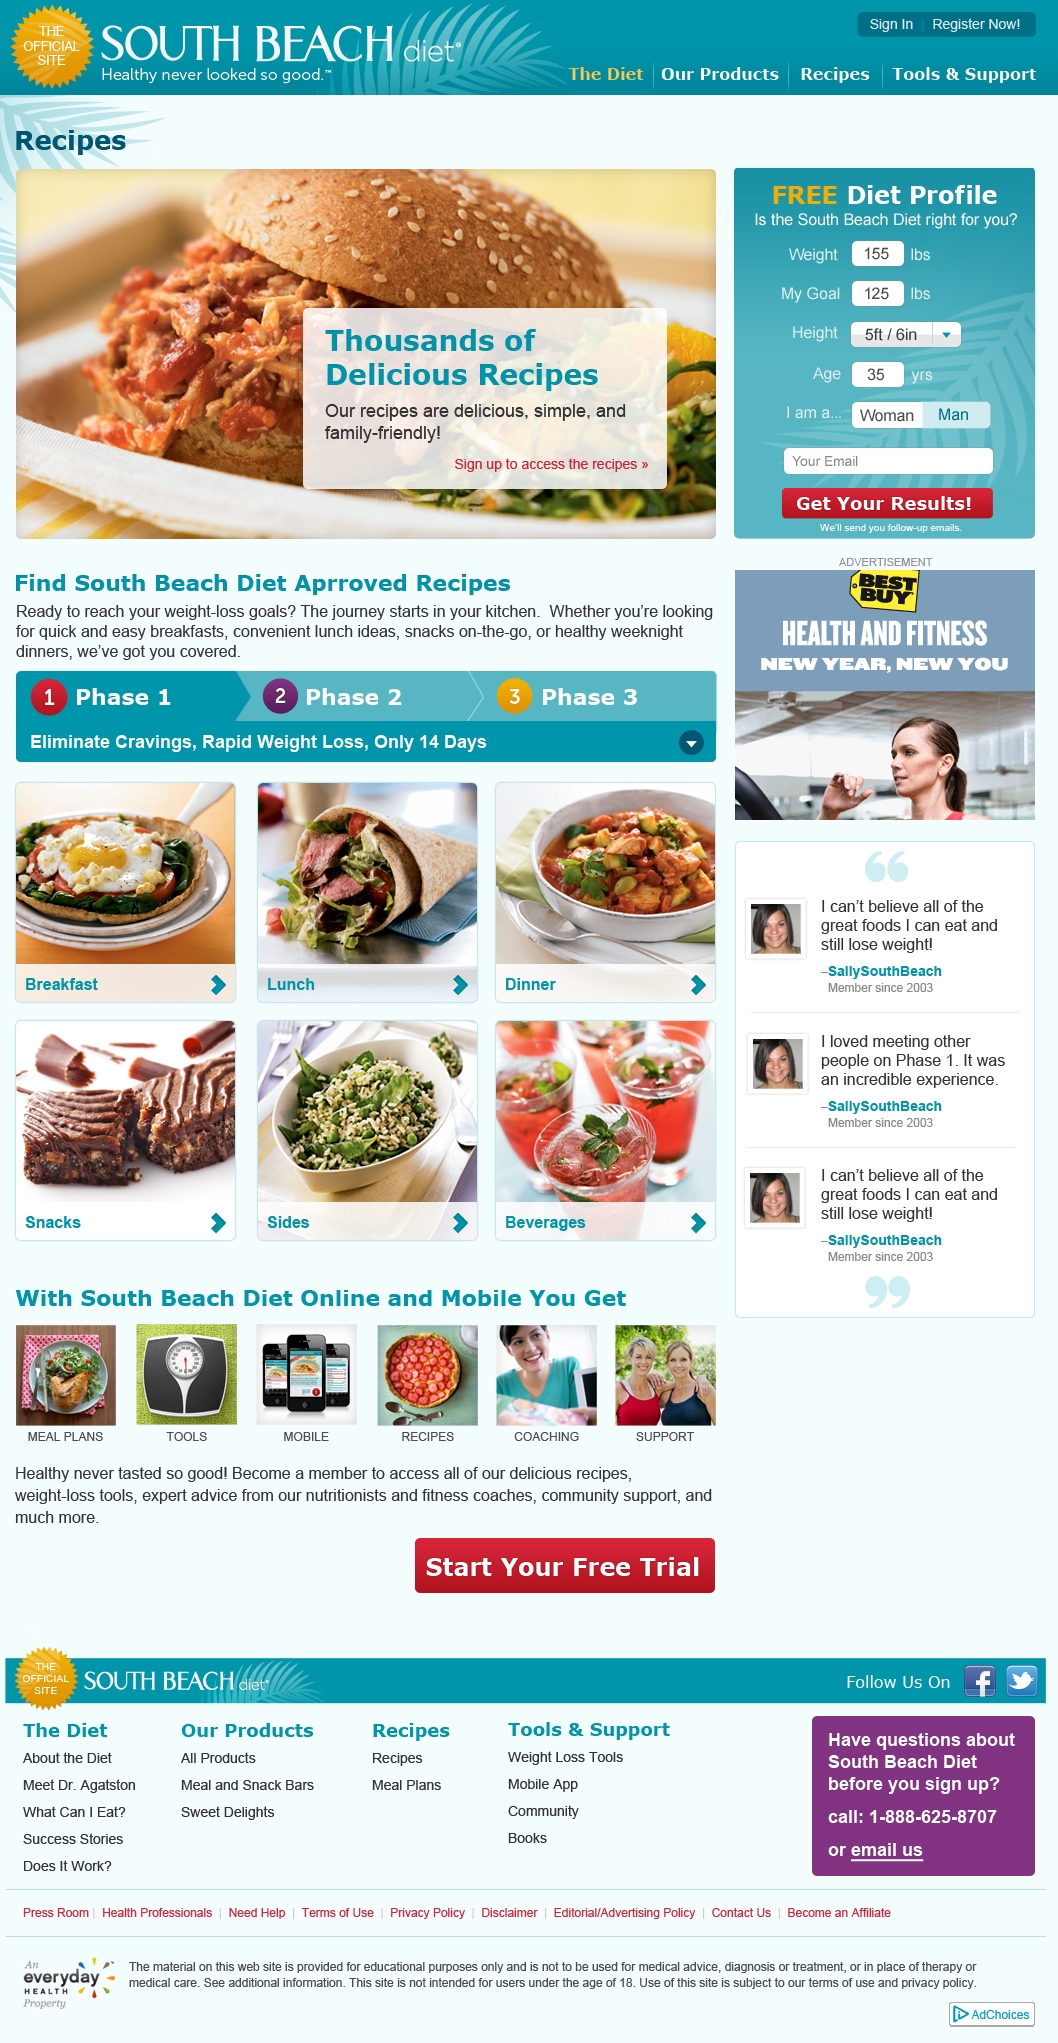 THE
OFFICIAL
SITE
SOUTH BEACH diet®
Healthy never looked so good.™
Sign In | Register Now!
The Diet
Our Products
Recipes
Tools & Support
Recipes
Thousands of
Delicious Recipes
Our recipes are delicious, simple, and
family-friendly!
Sign up to access the recipes »
FREE Diet Profile
Is the South Beach Diet right for you?
Weight 155 lbs
My Goal 125 lbs
Height 5ft / 6in
Age 35 yrs
I am a... Woman Man
Your Email
Get Your Results!
We'll send you follow-up emails.
Find South Beach Diet Aprroved Recipes
Ready to reach your weight-loss goals? The journey starts in your kitchen. Whether you're looking
for quick and easy breakfasts, convenient lunch ideas, snacks on-the-go, or healthy weeknight
dinners, we've got you covered.
1 Phase 1
2 Phase 2
3 Phase 3
Eliminate Cravings, Rapid Weight Loss, Only 14 Days
Breakfast
Lunch
Dinner
Snacks
Sides
Beverages
ADVERTISEMENT
BEST
BUY
HEALTH AND FITNESS
NEW YEAR, NEW YOU
“
I can't believe all of the
great foods I can eat and
still lose weight!
–SallySouthBeach
Member since 2003
I loved meeting other
people on Phase 1. It was
an incredible experience.
–SallySouthBeach
Member since 2003
I can't believe all of the
great foods I can eat and
still lose weight!
–SallySouthBeach
Member since 2003
”
With South Beach Diet Online and Mobile You Get
MEAL PLANS
TOOLS
MOBILE
RECIPES
COACHING
SUPPORT
Healthy never tasted so good! Become a member to access all of our delicious recipes,
weight-loss tools, expert advice from our nutritionists and fitness coaches, community support, and
much more.
Start Your Free Trial
THE
OFFICIAL
SITE
SOUTH BEACH diet®
Follow Us On
The Diet
About the Diet
Meet Dr. Agatston
What Can I Eat?
Success Stories
Does It Work?
Our Products
All Products
Meal and Snack Bars
Sweet Delights
Recipes
Recipes
Meal Plans
Tools & Support
Weight Loss Tools
Mobile App
Community
Books
Have questions about
South Beach Diet
before you sign up?
call: 1-888-625-8707
or email us
Press Room | Health Professionals | Need Help | Terms of Use | Privacy Policy | Disclaimer | Editorial/Advertising Policy | Contact Us | Become an Affiliate
An
everyday
HEALTH
Property
The material on this web site is provided for educational purposes only and is not to be used for medical advice, diagnosis or treatment, or in place of therapy or
medical care. See additional information. This site is not intended for users under the age of 18. Use of this site is subject to our terms of use and privacy policy.
AdChoices